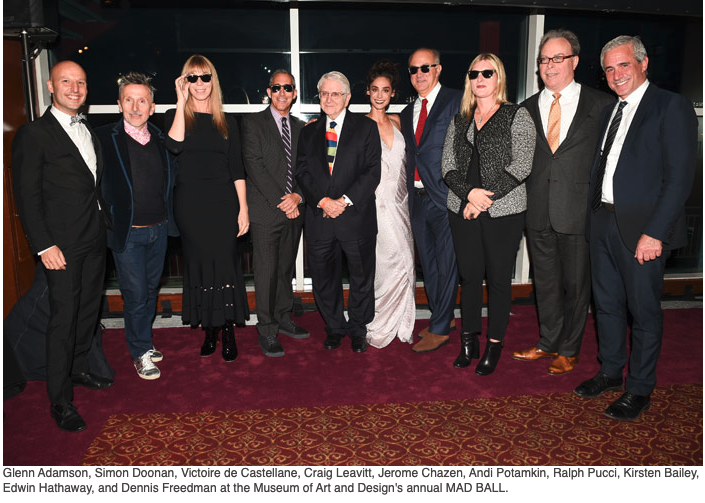 Glenn Adamson, Simon Doonan, Victoire de Castellane, Craig Leavitt, Jerome Chazen, Andi Potamkin, Ralph Pucci, Kirsten Bailey,
Edwin Hathaway, and Dennis Freedman at the Museum of Art and Design's annual MAD BALL.